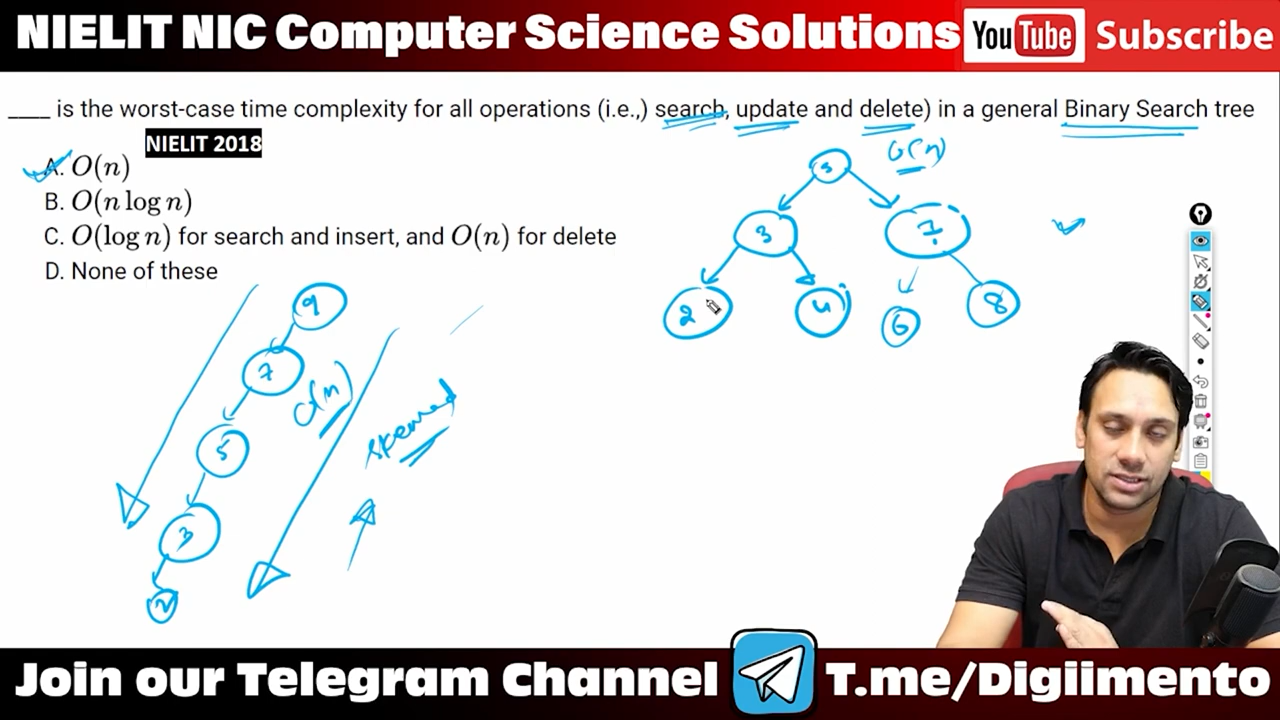 NIELIT NIC Computer Science Solutions YouTube Subscribe
____ is the worst-case time complexity for all operations (i.e.,) search, update and delete) in a general Binary Search tree
NIELIT 2018
A. O(n)
B. O(n log n)
C. O(log n) for search and insert, and O(n) for delete
D. None of these
O(n)
5
3 7
2 4 6 8
9
7
O(n)
5
skewed
3
2
Join our Telegram Channel T.me/Digiimento